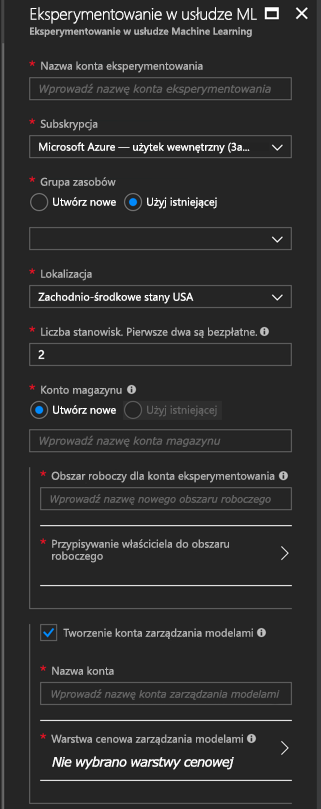 Eksperymentowanie w usłudze ML
Eksperymentowanie w usłudze Machine Learning
* Nazwa konta eksperymentowania
Wprowadź nazwę konta eksperymentowania
* Subskrypcja
Microsoft Azure — użytek wewnętrzny (3a...
* Grupa zasobów
Utwórz nowe Użyj istniejącej
* Lokalizacja
Zachodnio-środkowe stany USA
* Liczba stanowisk. Pierwsze dwa są bezpłatne.
2
* Konto magazynu
Utwórz nowe Użyj istniejącej
Wprowadź nazwę konta magazynu
* Obszar roboczy dla konta eksperymentowania
Wprowadź nazwę nowego obszaru roboczego
* Przypisywanie właściciela do obszaru
roboczego
Tworzenie konta zarządzania modelami
* Nazwa konta
Wprowadź nazwę konta zarządzania modelami
* Warstwa cenowa zarządzania modelami
Nie wybrano warstwy cenowej